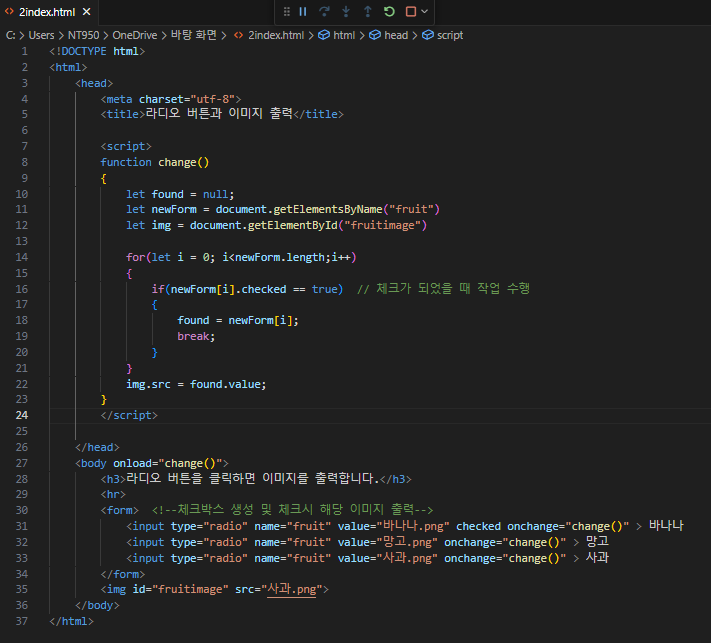 2index.html
C: > Users > NT950 > OneDrive > 바탕 화면 > 2index.html > html > head > script
1 <!DOCTYPE html>
2 <html>
3 <head>
4 <meta charset="utf-8">
5 <title>라디오 버튼과 이미지 출력</title>
6
7 <script>
8 function change()
9 {
10 let found = null;
11 let newForm = document.getElementsByName("fruit")
12 let img = document.getElementById("fruitimage")
13
14 for(let i = 0; i<newForm.length;i++)
15 {
16 if(newForm[i].checked == true)  // 체크가 되었을 때 작업 수행
17 {
18 found = newForm[i];
19 break;
20 }
21 }
22 img.src = found.value;
23 }
24 </script>
25
26 </head>
27 <body onload="change()">
28 <h3>라디오 버튼을 클릭하면 이미지를 출력합니다.</h3>
29 <hr>
30 <form>  <!--체크박스 생성 및 체크시 해당 이미지 출력-->
31 <input type="radio" name="fruit" value="바나나.png" checked onchange="change()" > 바나나
32 <input type="radio" name="fruit" value="망고.png" onchange="change()" > 망고
33 <input type="radio" name="fruit" value="사과.png" onchange="change()" > 사과
34 </form>
35 <img id="fruitimage" src="사과.png">
36 </body>
37 </html>